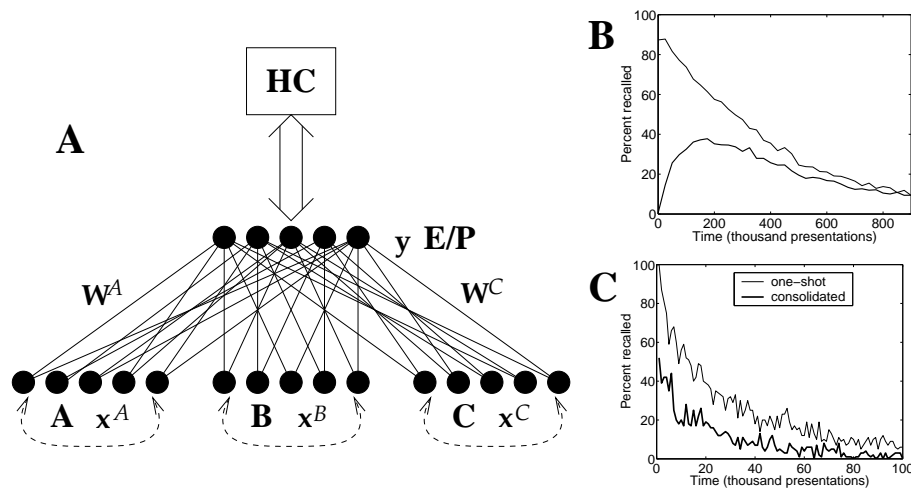 A
HC
y E/P
W^A
W^C
A x^A
B x^B
C x^C
B
100
80
60
40
20
0
Percent recalled
0 200 400 600 800
Time (thousand presentations)
C
100
80
60
40
20
0
Percent recalled
one−shot
consolidated
0 20 40 60 80 100
Time (thousand presentations)